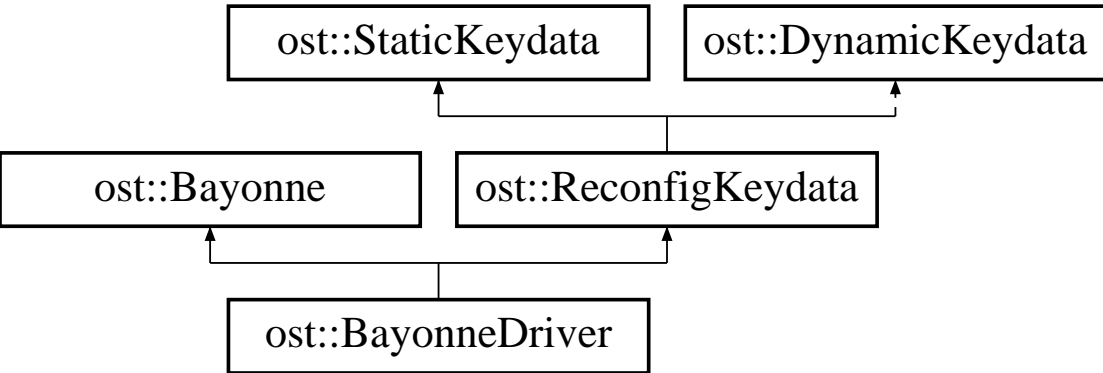 ost::StaticKeydata
ost::DynamicKeydata
ost::Bayonne
ost::ReconfigKeydata
ost::BayonneDriver